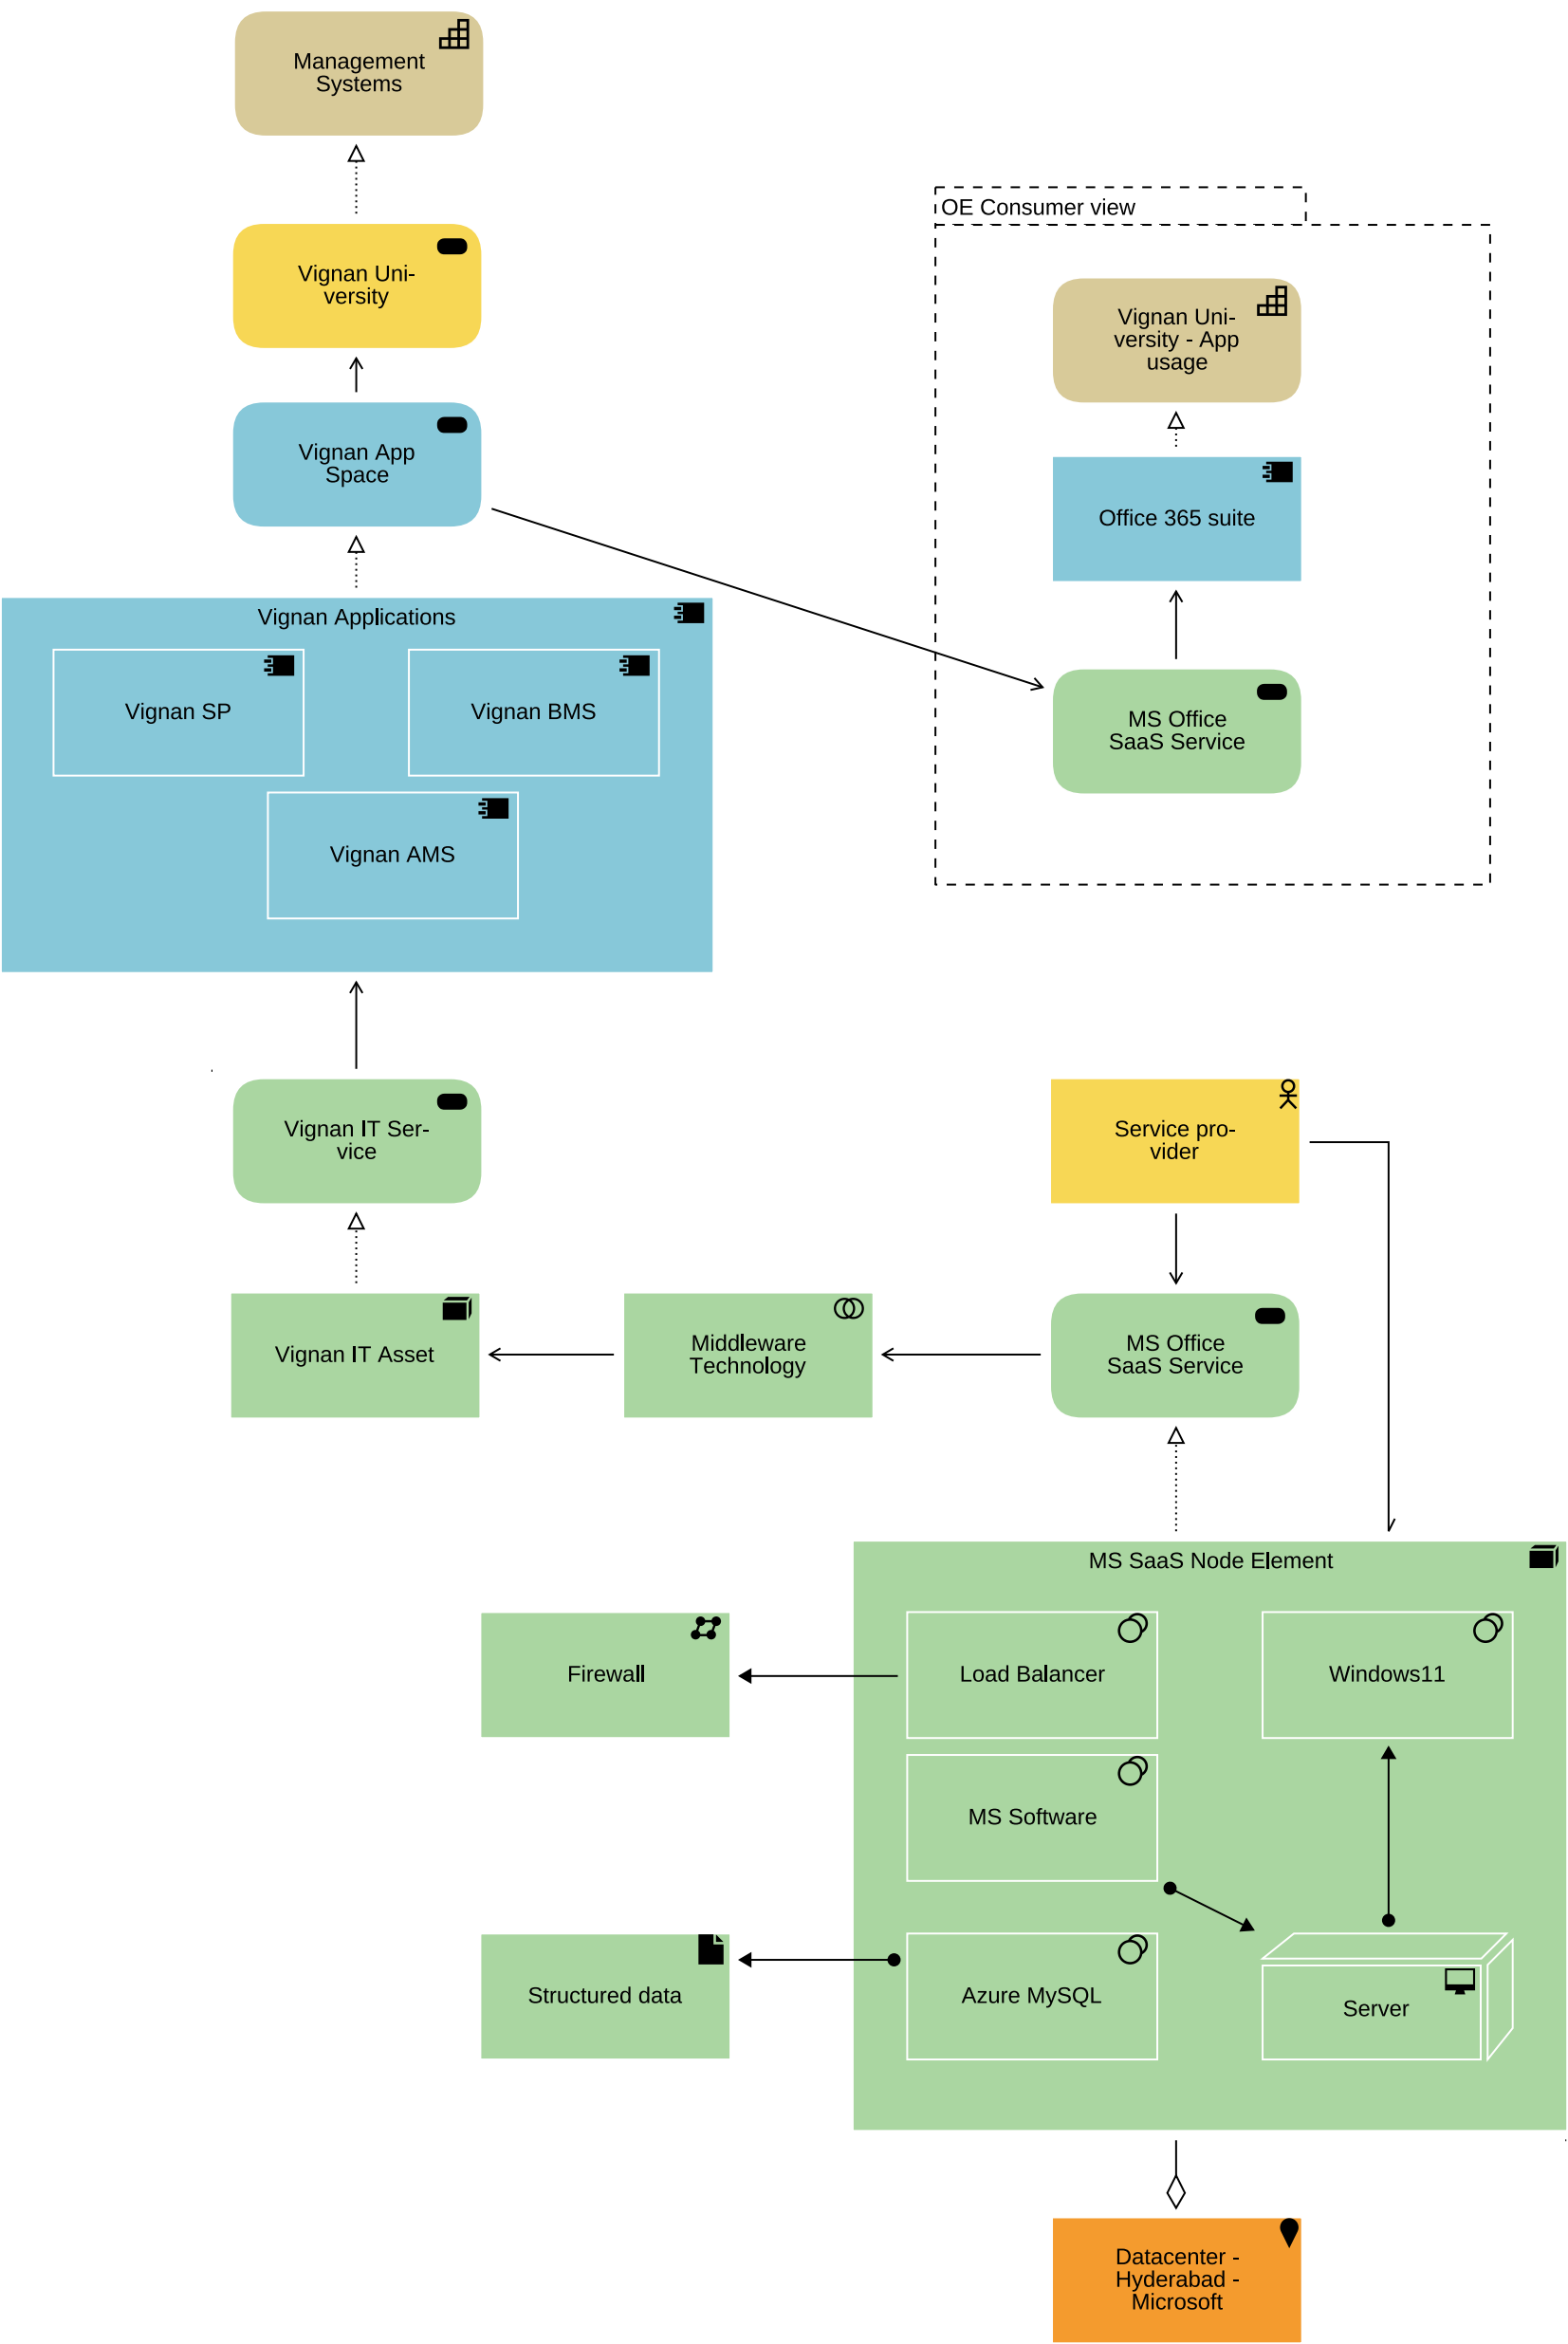 Management
Systems
Vignan Uni-
versity
Vignan App
Space
OE Consumer view
Vignan Uni-
versity - App
usage
Office 365 suite
MS Office
SaaS Service
Vignan Applications
Vignan SP
Vignan BMS
Vignan AMS
Vignan IT Ser-
vice
Service pro-
vider
Vignan IT Asset
Middleware
Technology
MS Office
SaaS Service
MS SaaS Node Element
Firewall
Load Balancer
Windows11
MS Software
Structured data
Azure MySQL
Server
Datacenter -
Hyderabad -
Microsoft